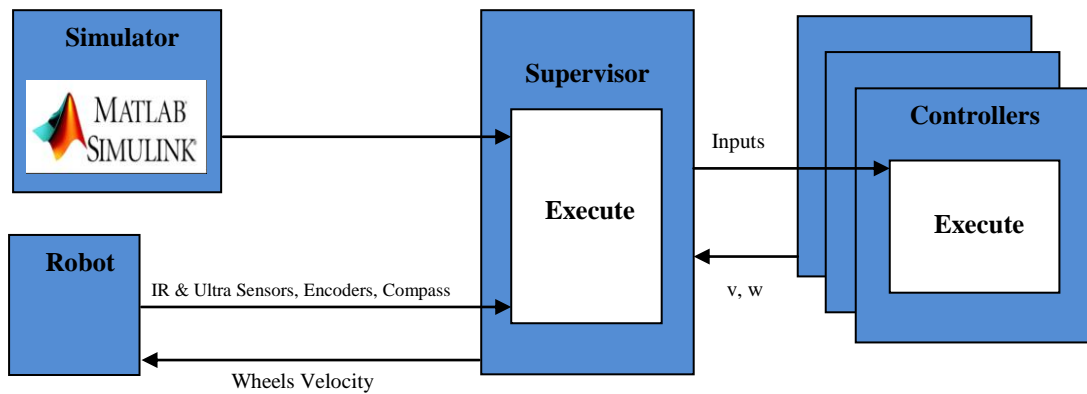 Simulator
MATLAB®
SIMULINK®
Supervisor
Execute
Controllers
Execute
Inputs
v, w
Robot
IR & Ultra Sensors, Encoders, Compass
Wheels Velocity